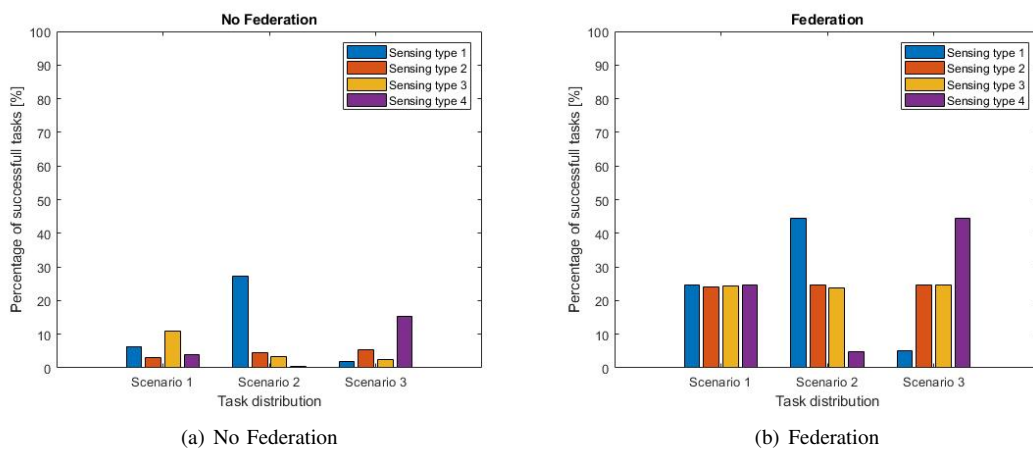 No Federation
100
90
80
70
60
50
40
30
20
10
0
Percentage of successfull tasks [%]
Sensing type 1
Sensing type 2
Sensing type 3
Sensing type 4
Scenario 1 Scenario 2 Scenario 3
Task distribution
(a) No Federation
Federation
100
90
80
70
60
50
40
30
20
10
0
Percentage of successfull tasks [%]
Sensing type 1
Sensing type 2
Sensing type 3
Sensing type 4
Scenario 1 Scenario 2 Scenario 3
Task distribution
(b) Federation